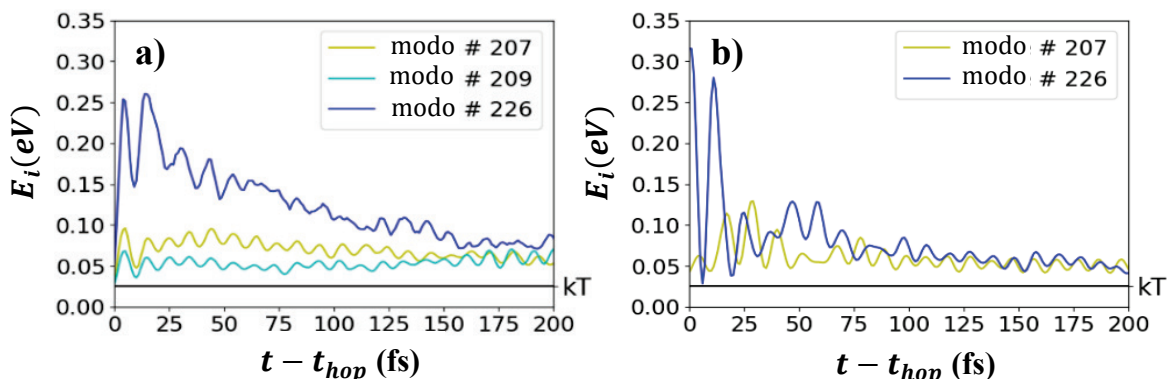 a)
modo # 207
modo # 209
modo # 226
0.35
0.30
0.25
0.20
0.15
0.10
0.05
0.00
E_i(eV)
kT
0 25 50 75 100 125 150 175 200
t − t_hop (fs)
b)
modo # 207
modo # 226
0.35
0.30
0.25
0.20
0.15
0.10
0.05
0.00
E_i(eV)
kT
0 25 50 75 100 125 150 175 200
t − t_hop (fs)